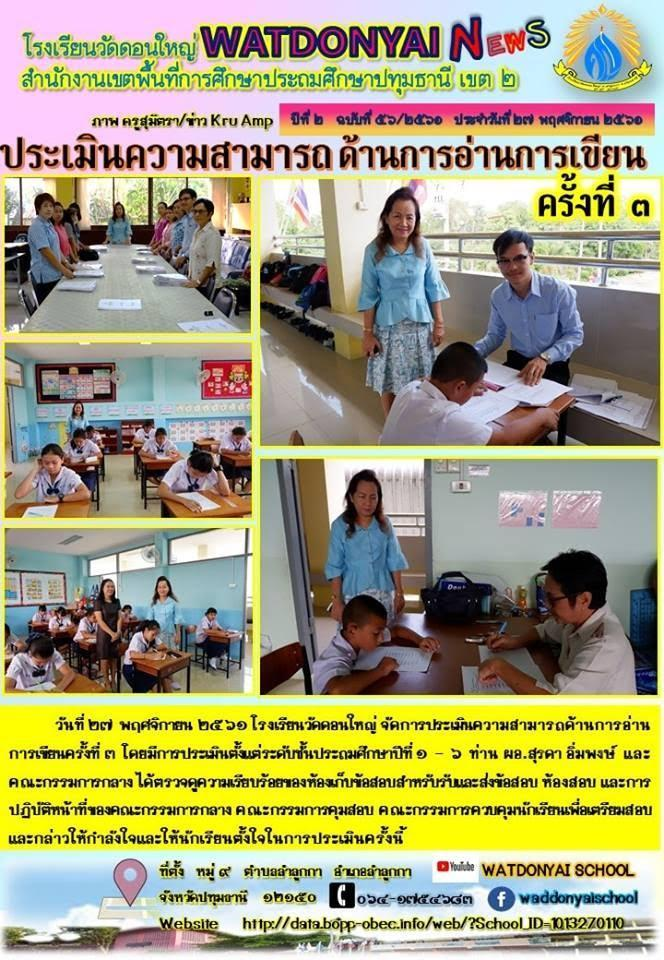 โรงเรียนวัดดอนใหญ่ WATDONYAI NEWS
สำนักงานเขตพื้นที่การศึกษาประถมศึกษาปทุมธานี เขต ๒
ภาพ ครูสุมิตรา/ข่าว Kru Amp ปีที่ ๒ ฉบับที่ ๕๖/๒๕๖๑ ประจำวันที่ ๒๗ พฤศจิกายน ๒๕๖๑
ประเมินความสามารถ ด้านการอ่านการเขียน
ครั้งที่ ๓
วันที่ ๒๗ พฤศจิกายน ๒๕๖๑ โรงเรียนวัดดอนใหญ่ จัดการประเมินความสามารถด้านการอ่าน
การเขียนครั้งที่ ๓ โดยมีการประเมินตั้งแต่ระดับชั้นประถมศึกษาปีที่ ๑ - ๖ ท่าน ผอ.สุรดา อิ่มพงษ์ และ
คณะกรรมการกลาง ได้ตรวจดูความเรียบร้อยของห้องเก็บข้อสอบสำหรับรับและส่งข้อสอบ ห้องสอบ และการ
ปฏิบัติหน้าที่ของคณะกรรมการกลาง คณะกรรมการคุมสอบ คณะกรรมการควบคุมนักเรียนเพื่อเตรียมสอบ
และกล่าวให้กำลังใจและให้นักเรียนตั้งใจในการประเมินครั้งนี้
ที่ตั้ง หมู่ ๙ ตำบลลำลูกกา อำเภอลำลูกกา YouTube WATDONYAI SCHOOL
จังหวัดปทุมธานี ๑๒๑๕๐ ๐๖๔-๑๗๕๔๖๘๓ waddonyaischool
Website http://data.bopp-obec.info/web/?School_ID=1013270110